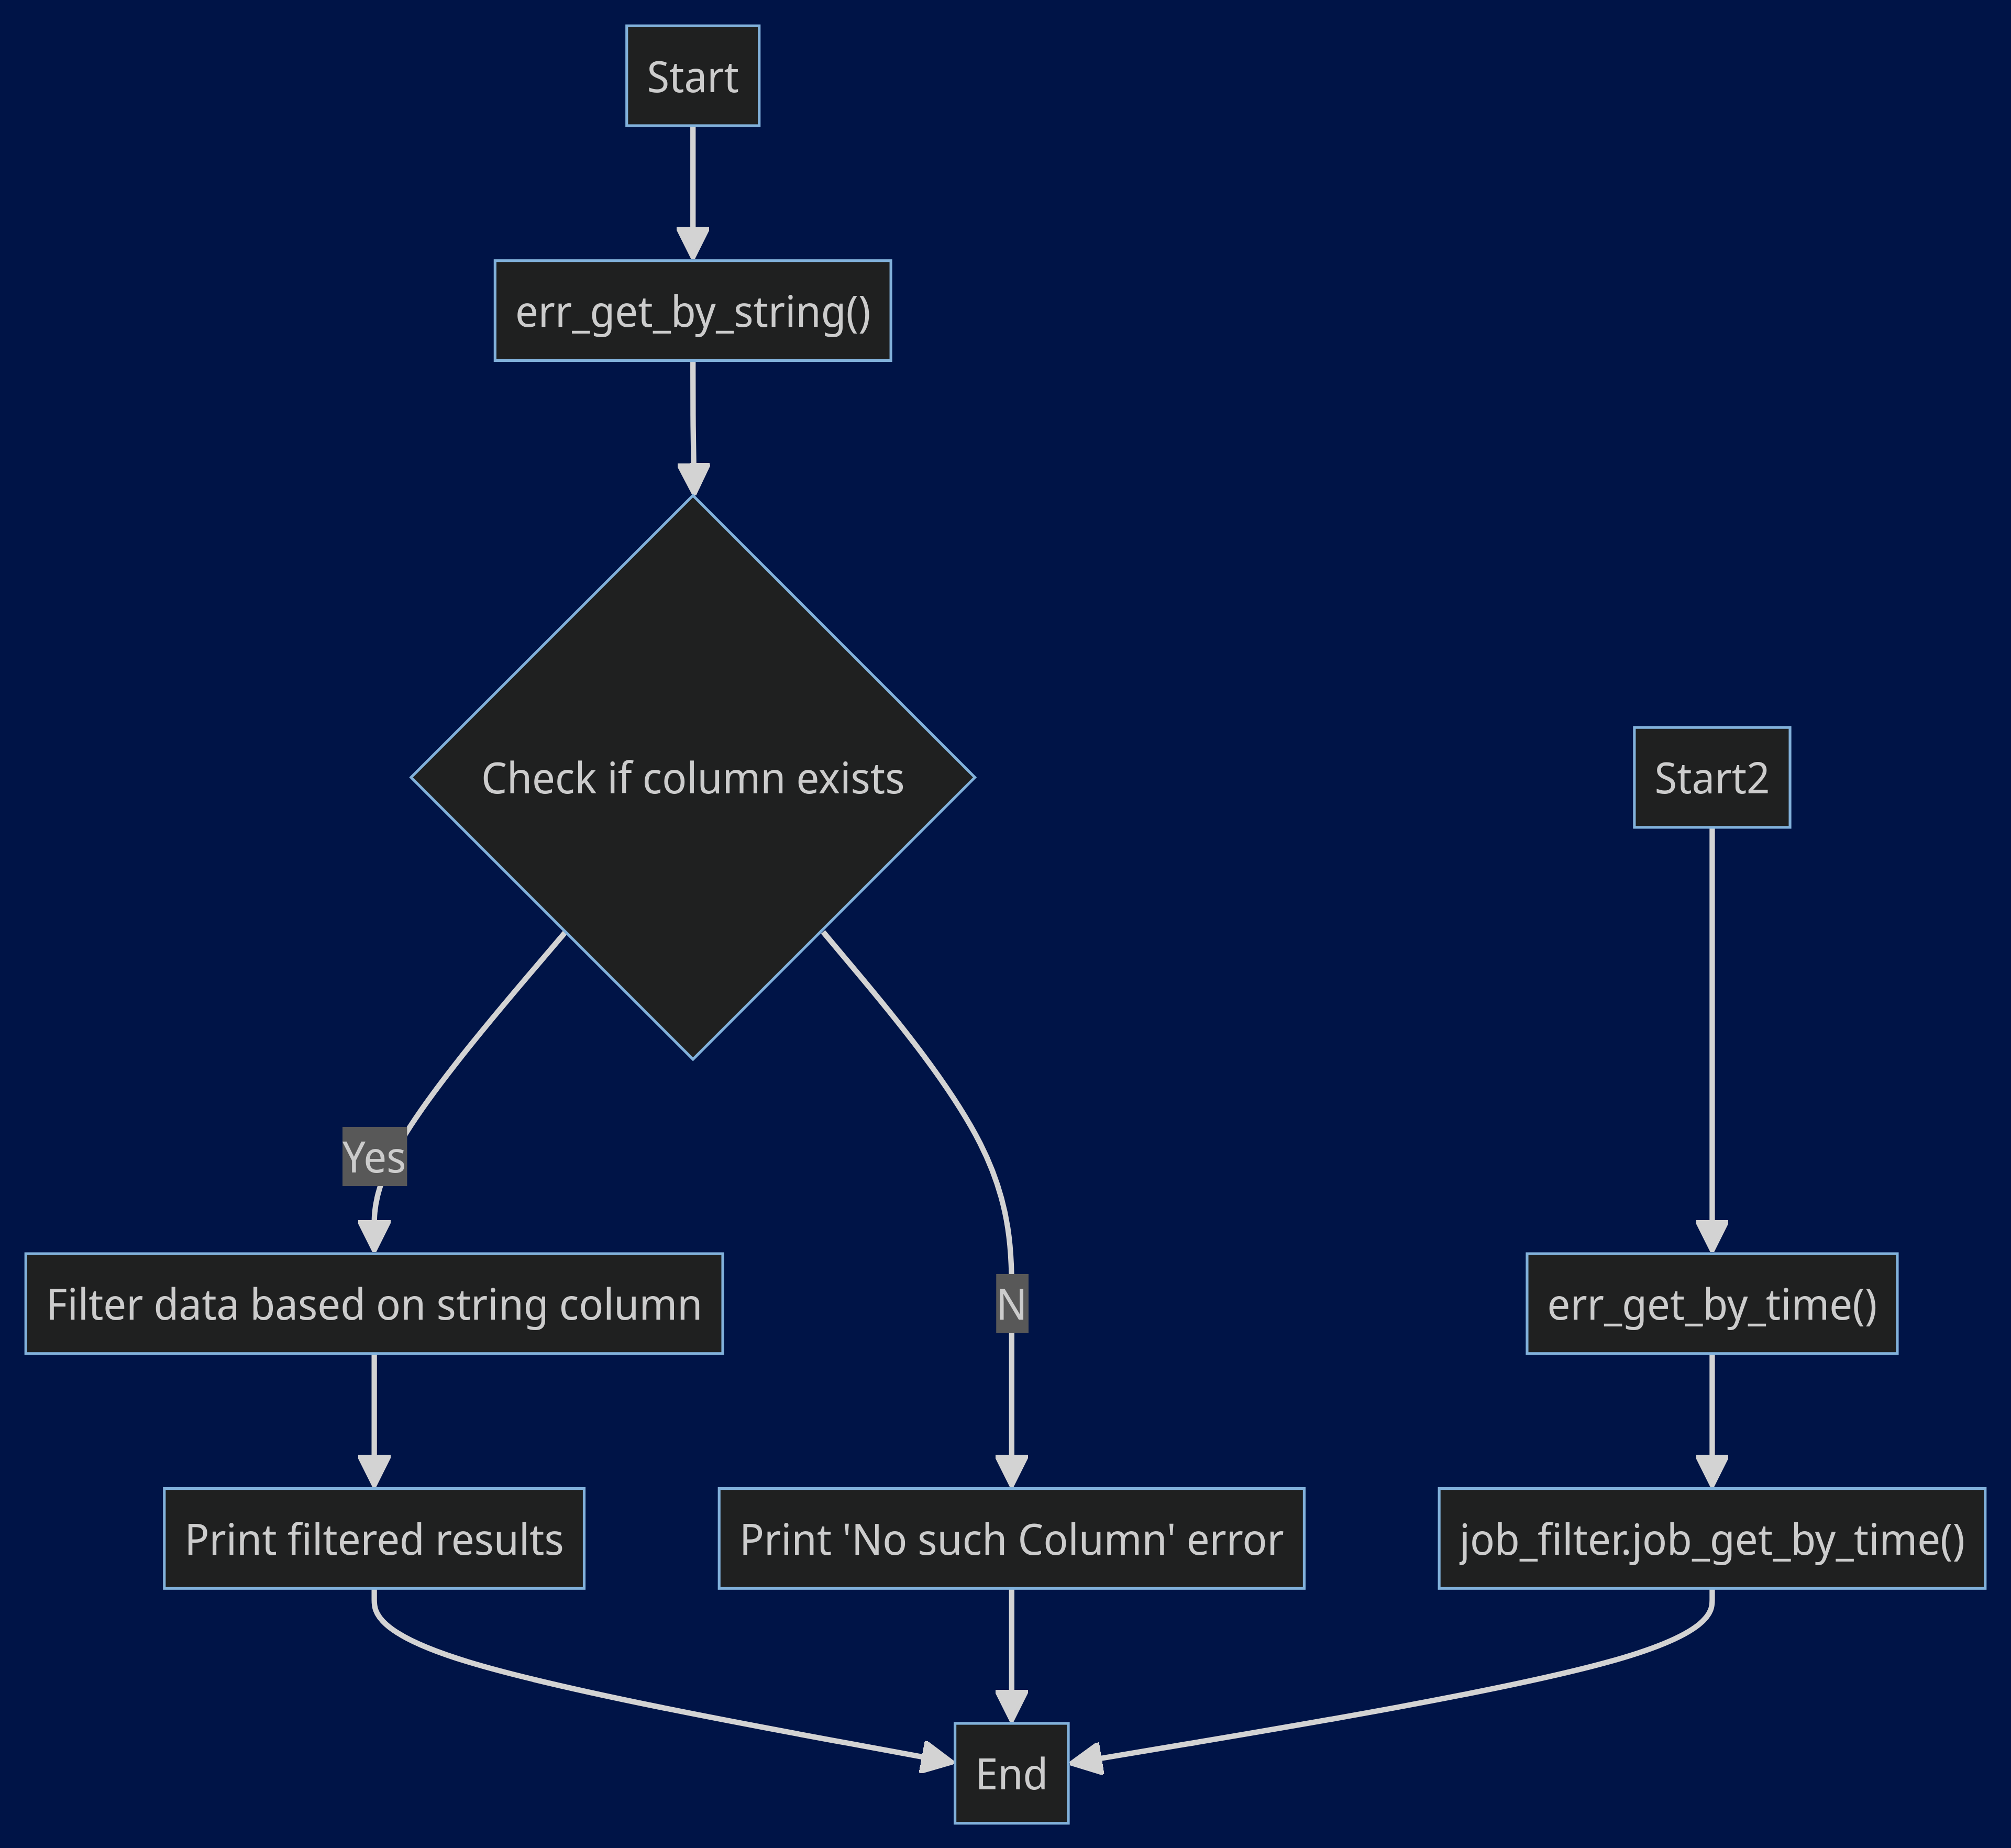 Start
err_get_by_string()
Check if column exists
Start2
Yes
Filter data based on string column
N
err_get_by_time()
Print filtered results
Print 'No such Column' error
job_filter.job_get_by_time()
End